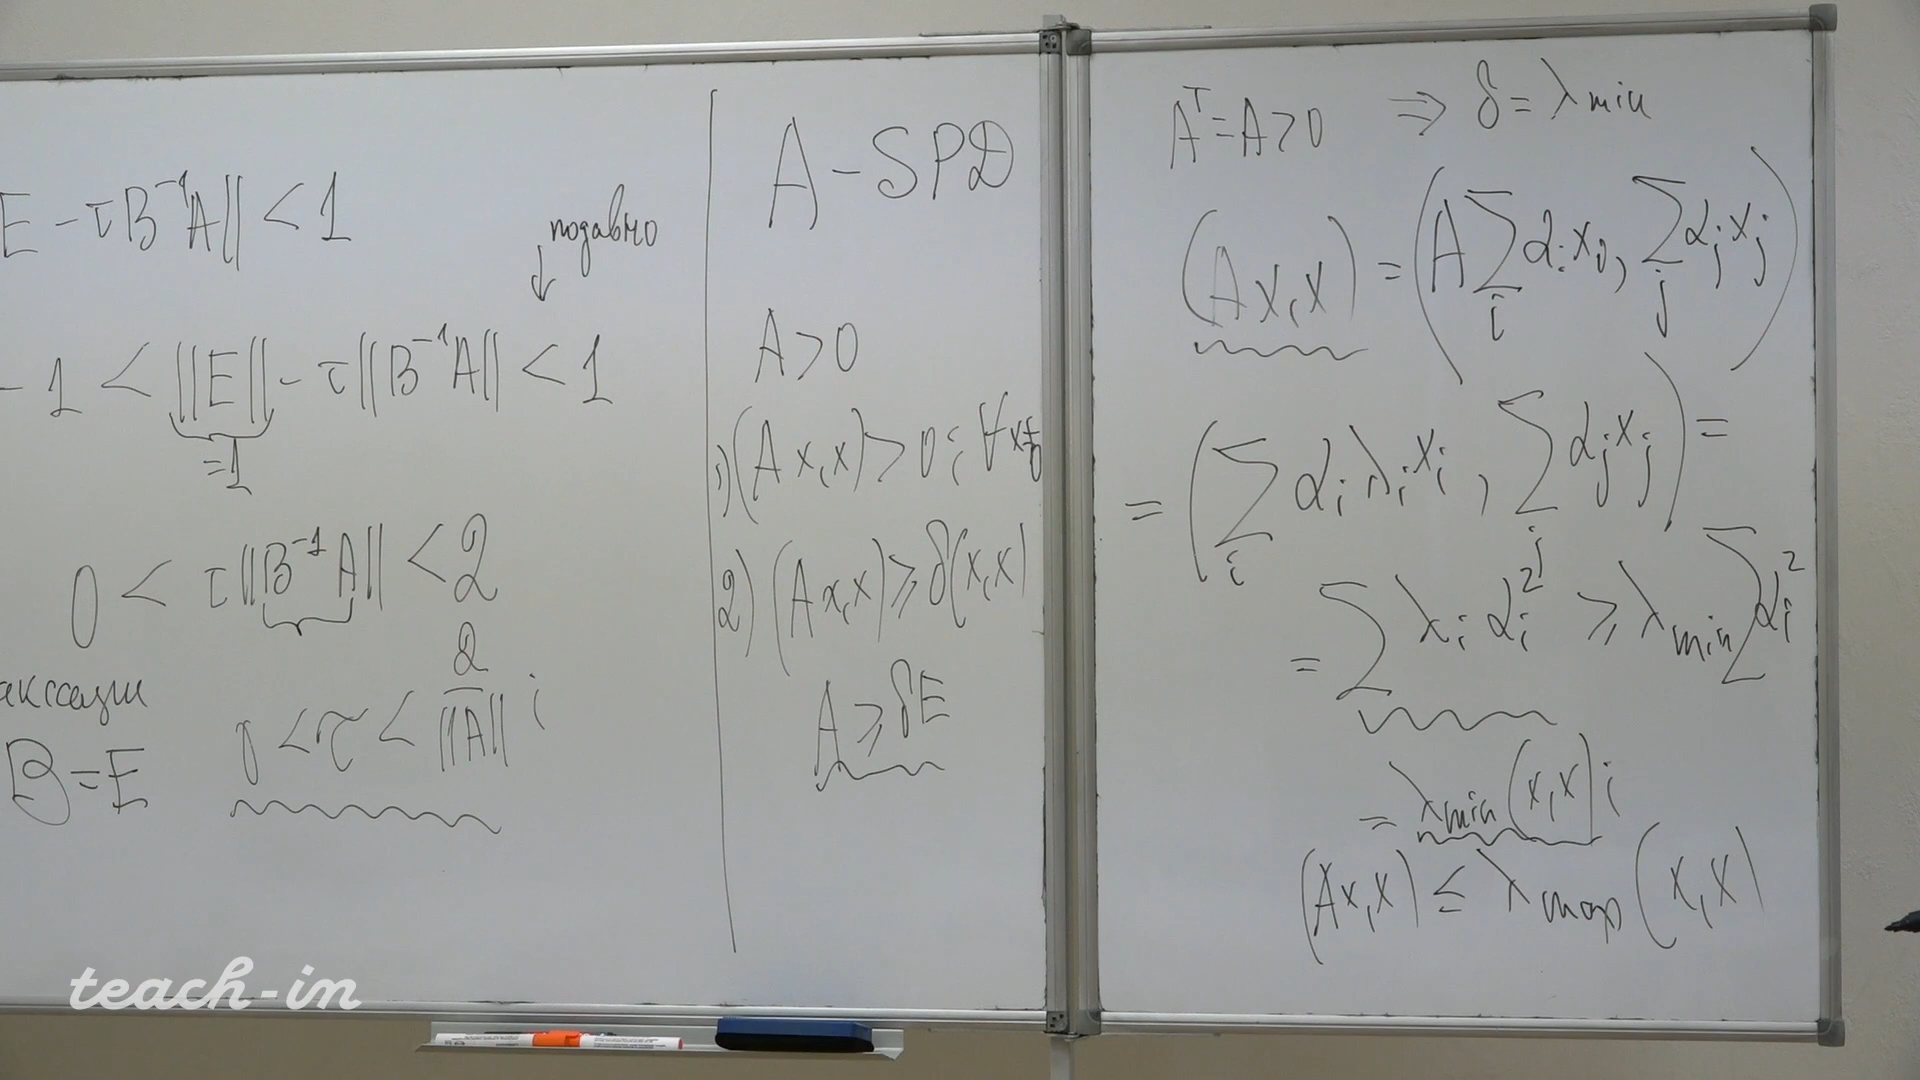 E - τB⁻¹A|| < 1
подавно
↓
- 1 < ||E|| - τ||B⁻¹A|| < 1
=1
0 < τ||B⁻¹A|| < 2
0 < τ < 2/||A|| ;
B = E
A - SPD
A > 0
1) (Ax,x) > 0 ; ∀x≠0
2) (Ax,x) ≥ δ(x,x)
A ≥ δE
Aᵀ = A > 0 ⇒ δ = λmin
(Ax,x) = (A∑ᵢ αᵢxᵢ, ∑ⱼ αⱼxⱼ)
= (∑ᵢ αᵢλᵢxᵢ, ∑ⱼ αⱼxⱼ) =
= ∑ λᵢαᵢ² ≥ λmin ∑αᵢ²
= λmin(x,x) ;
(Ax,x) ≤ λmax(x,x)
teach-in